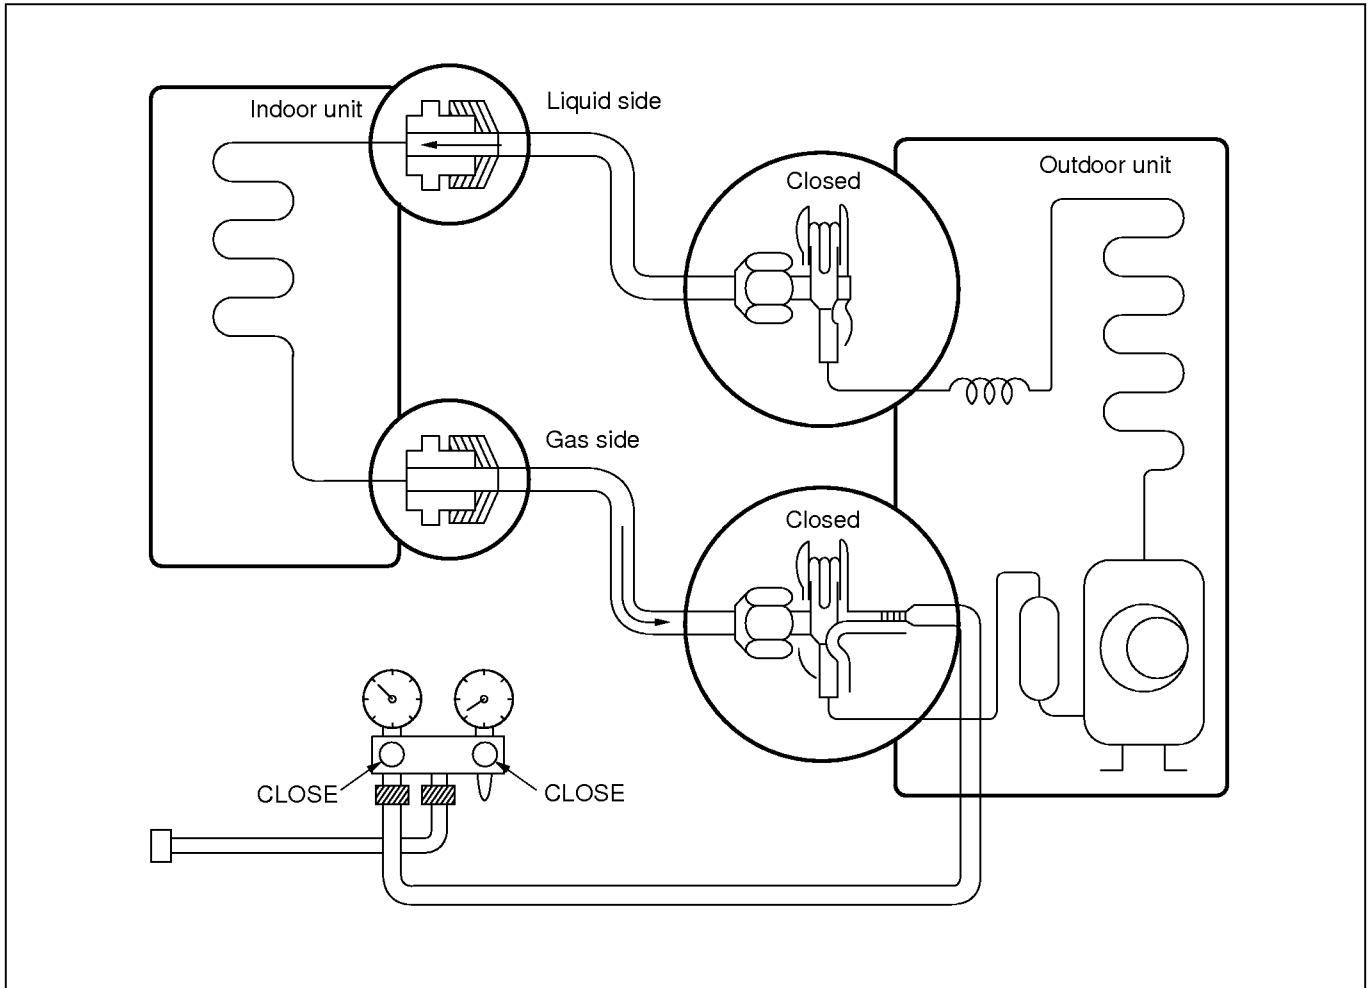 Indoor unit
Liquid side
Outdoor unit
Closed
Gas side
Closed
CLOSE
CLOSE